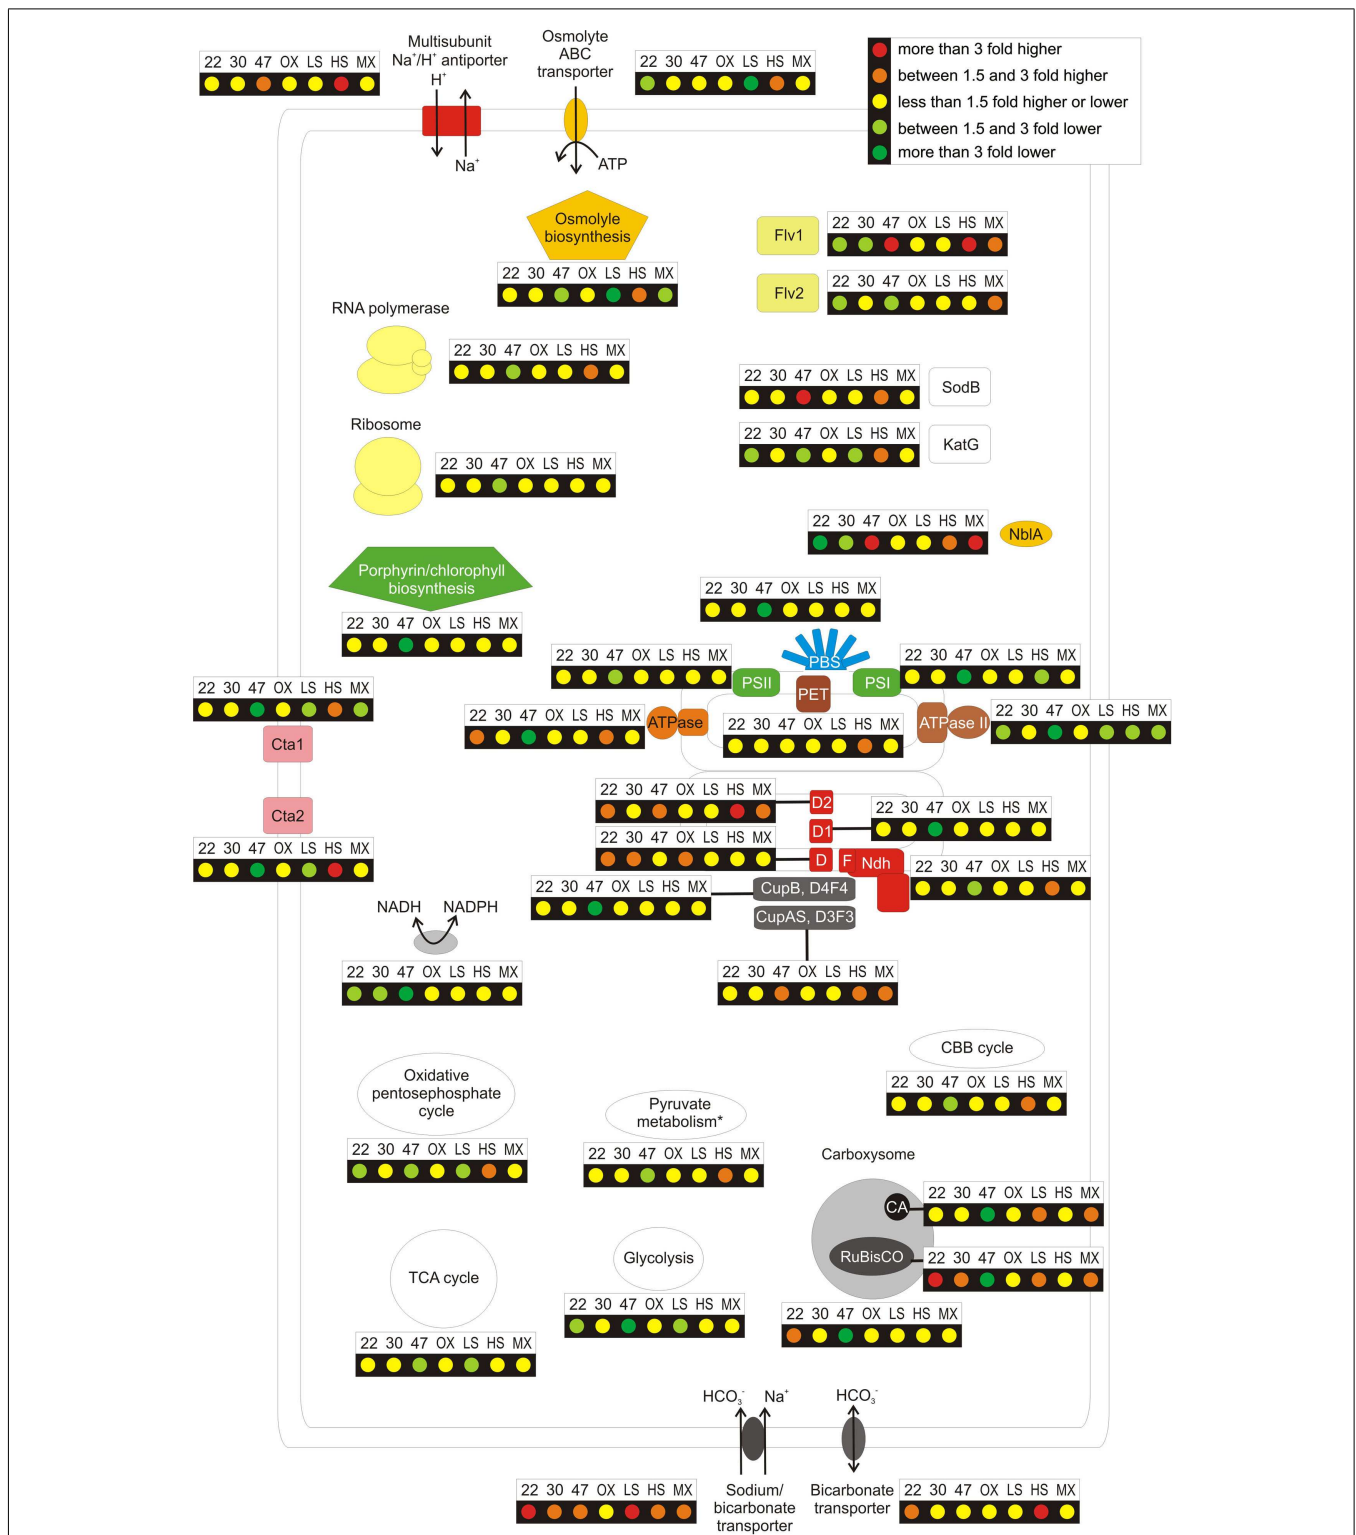 Multisubunit
Na⁺/H⁺ antiporter
H⁺
Na⁺
22 30 47 OX LS HS MX
Osmolyte
ABC
transporter
ATP
22 30 47 OX LS HS MX
more than 3 fold higher
between 1.5 and 3 fold higher
less than 1.5 fold higher or lower
between 1.5 and 3 fold lower
more than 3 fold lower
Osmolyle
biosynthesis
22 30 47 OX LS HS MX
Flv1
22 30 47 OX LS HS MX
Flv2
22 30 47 OX LS HS MX
RNA polymerase
22 30 47 OX LS HS MX
22 30 47 OX LS HS MX
SodB
Ribosome
22 30 47 OX LS HS MX
22 30 47 OX LS HS MX
KatG
22 30 47 OX LS HS MX
NblA
Porphyrin/chlorophyll
biosynthesis
22 30 47 OX LS HS MX
22 30 47 OX LS HS MX
PBS
22 30 47 OX LS HS MX
PSII
PET
PSI
22 30 47 OX LS HS MX
22 30 47 OX LS HS MX
Cta1
22 30 47 OX LS HS MX
ATPase
22 30 47 OX LS HS MX
ATPase II
22 30 47 OX LS HS MX
22 30 47 OX LS HS MX
D2
D1
22 30 47 OX LS HS MX
Cta2
22 30 47 OX LS HS MX
22 30 47 OX LS HS MX
D
F
Ndh
22 30 47 OX LS HS MX
22 30 47 OX LS HS MX
CupB, D4F4
CupAS, D3F3
22 30 47 OX LS HS MX
NADH
NADPH
22 30 47 OX LS HS MX
CBB cycle
22 30 47 OX LS HS MX
Oxidative
pentosephosphate
cycle
22 30 47 OX LS HS MX
Pyruvate
metabolism*
22 30 47 OX LS HS MX
Carboxysome
CA
22 30 47 OX LS HS MX
RuBisCO
22 30 47 OX LS HS MX
22 30 47 OX LS HS MX
TCA cycle
22 30 47 OX LS HS MX
Glycolysis
22 30 47 OX LS HS MX
HCO₃⁻
Na⁺
HCO₃⁻
22 30 47 OX LS HS MX
Sodium/
bicarbonate
transporter
Bicarbonate
transporter
22 30 47 OX LS HS MX